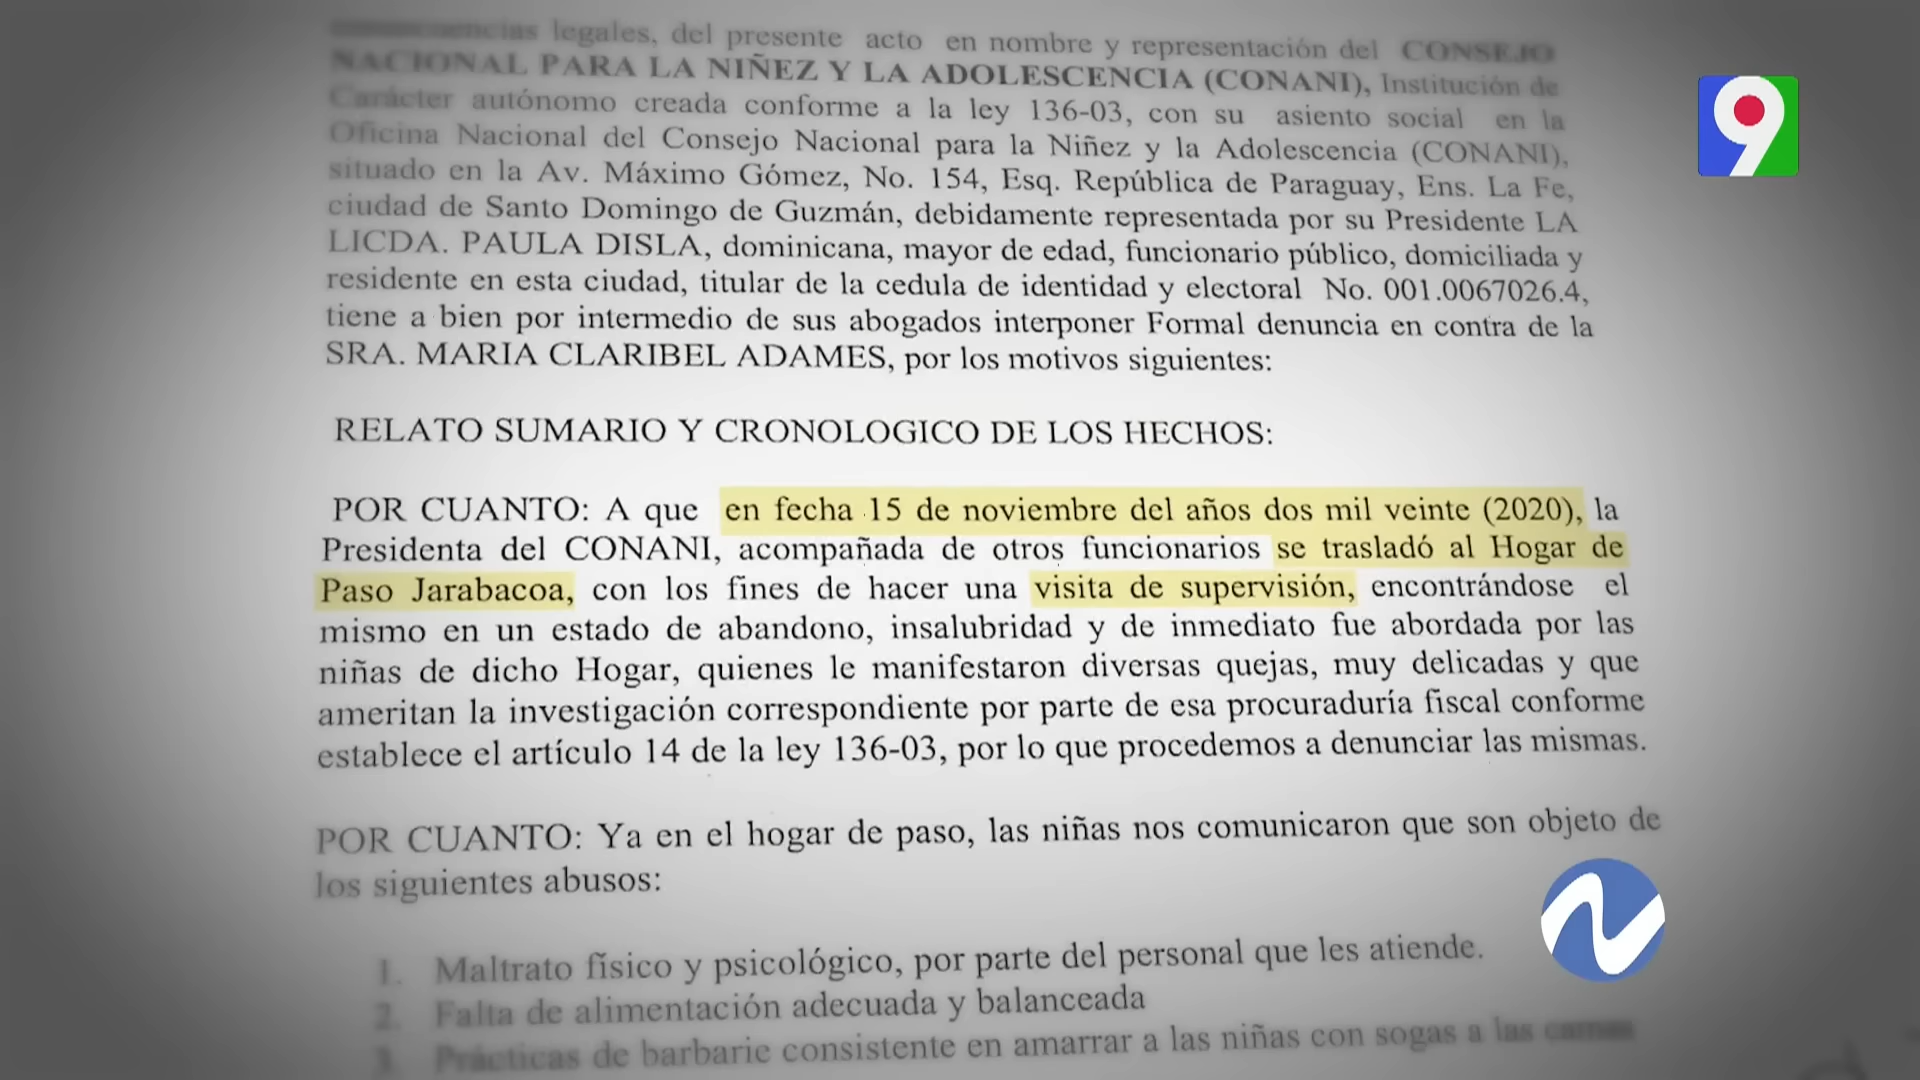 legales, del presente acto en nombre y representación del CONSEJO
NACIONAL PARA LA NIÑEZ Y LA ADOLESCENCIA (CONANI), Institución de
Carácter autónomo creada conforme a la ley 136-03, con su asiento social en la
Oficina Nacional del Consejo Nacional para la Niñez y la Adolescencia (CONANI),
situado en la Av. Máximo Gómez, No. 154, Esq. República de Paraguay, Ens. La Fe,
ciudad de Santo Domingo de Guzmán, debidamente representada por su Presidente LA
LICDA. PAULA DISLA, dominicana, mayor de edad, funcionario público, domiciliada y
residente en esta ciudad, titular de la cedula de identidad y electoral No. 001.0067026.4,
tiene a bien por intermedio de sus abogados interponer Formal denuncia en contra de la
SRA. MARIA CLARIBEL ADAMES, por los motivos siguientes:
RELATO SUMARIO Y CRONOLOGICO DE LOS HECHOS:
POR CUANTO: A que en fecha 15 de noviembre del años dos mil veinte (2020), la
Presidenta del CONANI, acompañada de otros funcionarios se trasladó al Hogar de
Paso Jarabacoa, con los fines de hacer una visita de supervisión, encontrándose el
mismo en un estado de abandono, insalubridad y de inmediato fue abordada por las
niñas de dicho Hogar, quienes le manifestaron diversas quejas, muy delicadas y que
ameritan la investigación correspondiente por parte de esa procuraduría fiscal conforme
establece el artículo 14 de la ley 136-03, por lo que procedemos a denunciar las mismas.
POR CUANTO: Ya en el hogar de paso, las niñas nos comunicaron que son objeto de
los siguientes abusos:
1. Maltrato físico y psicológico, por parte del personal que les atiende.
2. Falta de alimentación adecuada y balanceada
3. Prácticas de barbarie consistente en amarrar a las niñas con sogas a las camas
9